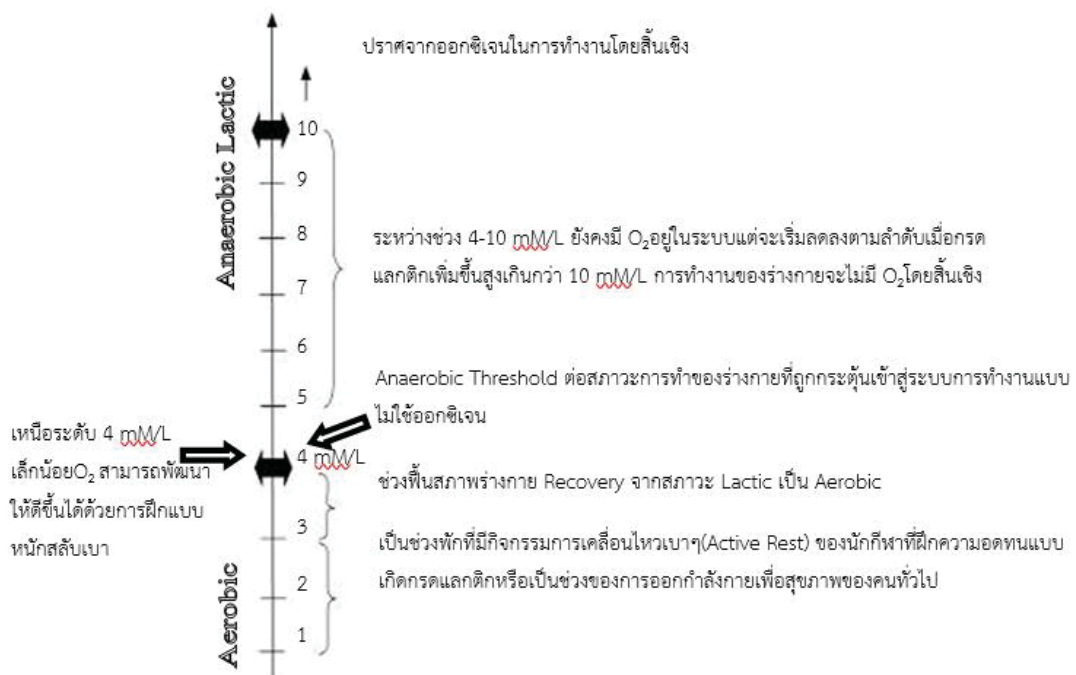 ปราศจากออกซิเจนในการทำงานโดยสิ้นเชิง
Anaerobic Lactic
10
9
8
7
6
5
4 mM/L
3
2
1
Aerobic
ระหว่างช่วง 4-10 mM/L ยังคงมี O₂อยู่ในระบบแต่จะเริ่มลดลงตามลำดับเมื่อกรด
แลกติกเพิ่มขึ้นสูงเกินกว่า 10 mM/L การทำงานของร่างกายจะไม่มี O₂โดยสิ้นเชิง
Anaerobic Threshold ต่อสภาวะการทำของร่างกายที่ถูกกระตุ้นเข้าสู่ระบบการทำงานแบบ
ไม่ใช้ออกซิเจน
เหนือระดับ 4 mM/L
เล็กน้อยO₂ สามารถพัฒนา
ให้ดีขึ้นได้ด้วยการฝึกแบบ
หนักสลับเบา
ช่วงฟื้นสภาพร่างกาย Recovery จากสภาวะ Lactic เป็น Aerobic
เป็นช่วงพักที่มีกิจกรรมการเคลื่อนไหวเบาๆ(Active Rest) ของนักกีฬาที่ฝึกความอดทนแบบ
เกิดกรดแลกติกหรือเป็นช่วงของการออกกำลังกายเพื่อสุขภาพของคนทั่วไป